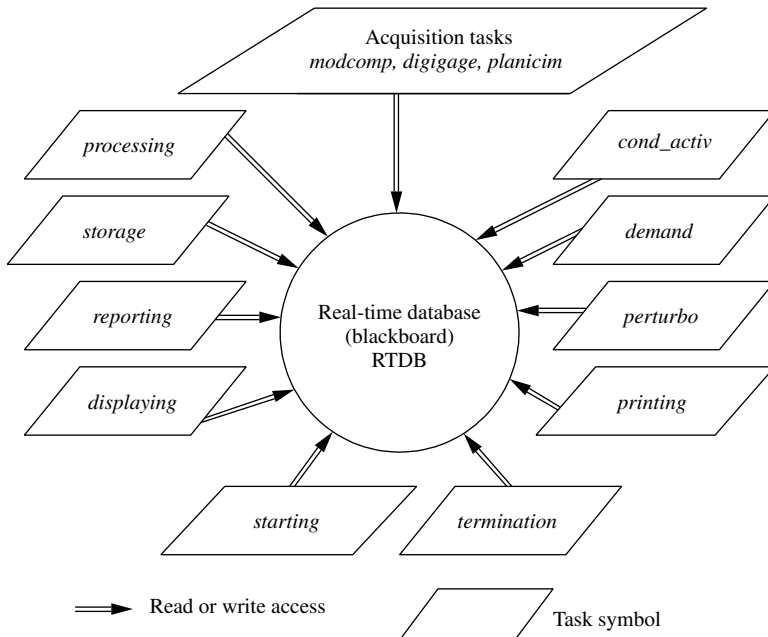 Acquisition tasks
modcomp, digigage, planicim
processing
cond_activ
storage
demand
reporting
Real-time database
(blackboard)
RTDB
perturbo
displaying
printing
starting
termination
Read or write access
Task symbol